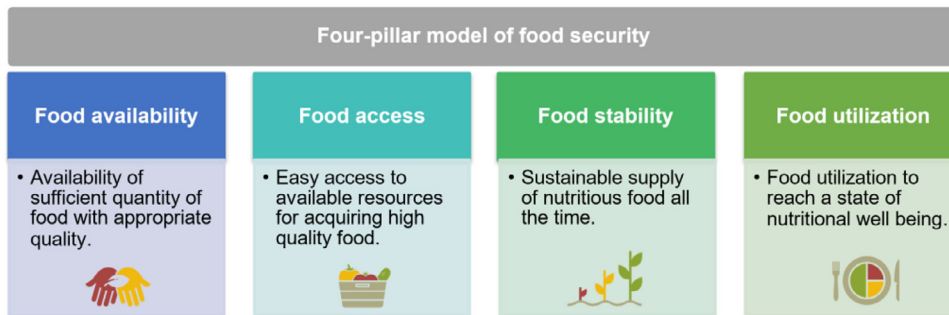 Four-pillar model of food security
Food availability
• Availability of
sufficient quantity of
food with appropriate
quality.
Food access
• Easy access to
available resources
for acquiring high
quality food.
Food stability
• Sustainable supply
of nutritious food all
the time.
Food utilization
• Food utilization to
reach a state of
nutritional well being.